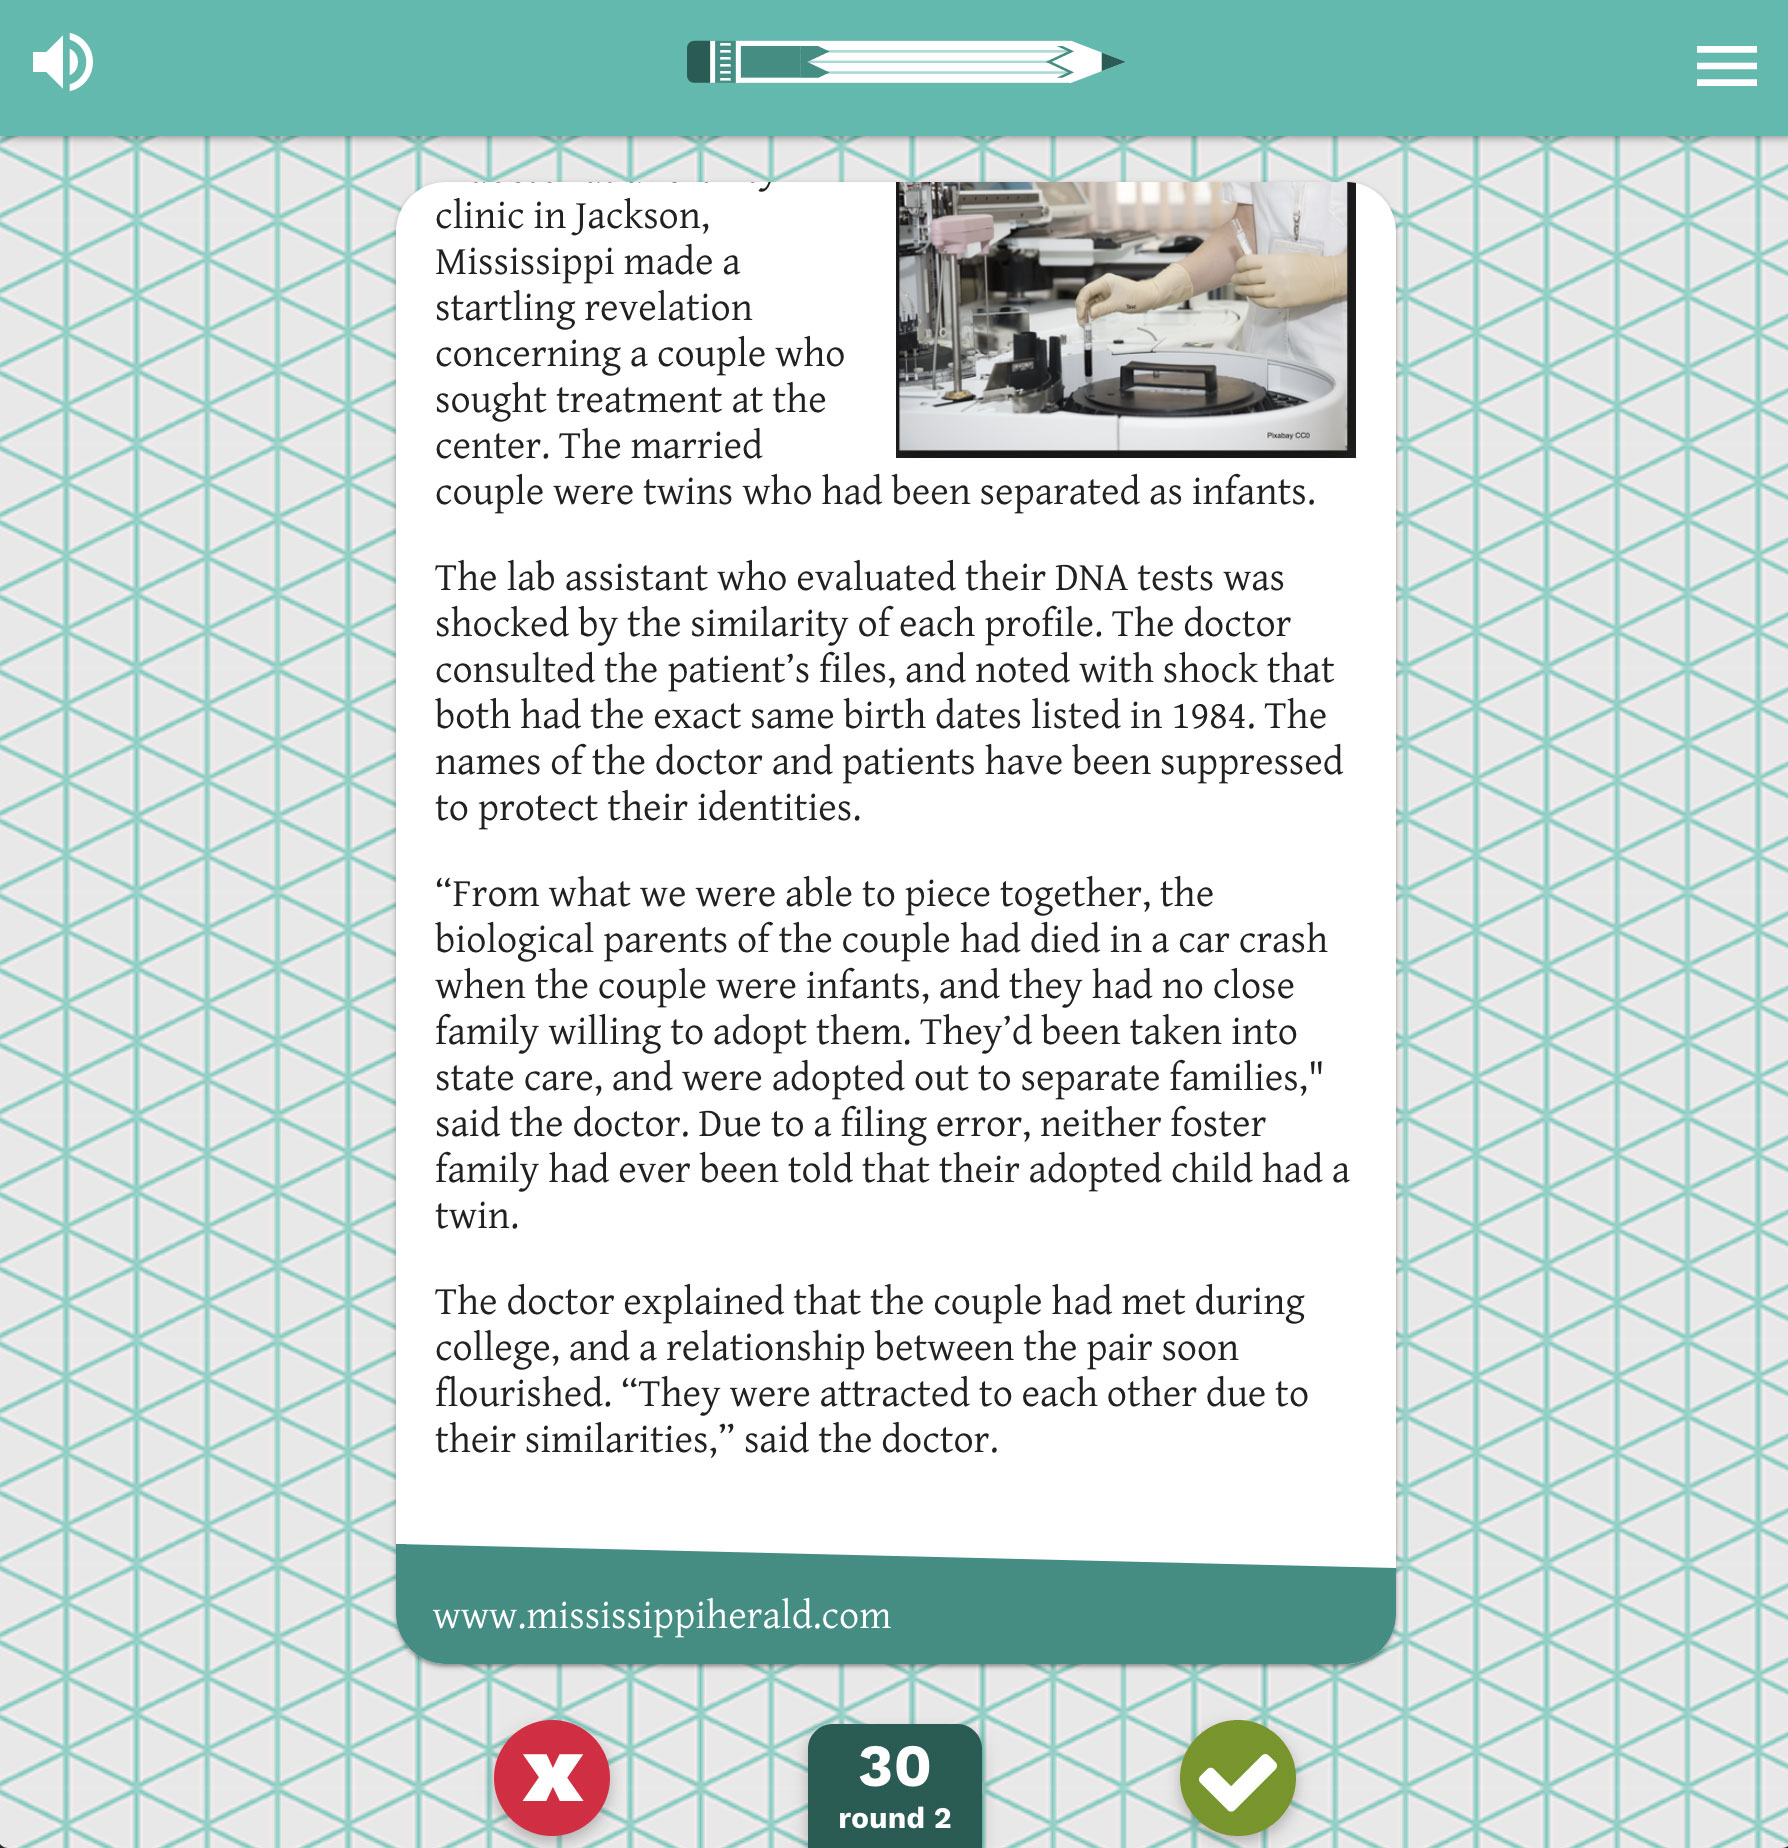 clinic in Jackson,
Mississippi made a
startling revelation
concerning a couple who
sought treatment at the
center. The married
couple were twins who had been separated as infants.
Pixabay CC0
The lab assistant who evaluated their DNA tests was
shocked by the similarity of each profile. The doctor
consulted the patient’s files, and noted with shock that
both had the exact same birth dates listed in 1984. The
names of the doctor and patients have been suppressed
to protect their identities.
“From what we were able to piece together, the
biological parents of the couple had died in a car crash
when the couple were infants, and they had no close
family willing to adopt them. They’d been taken into
state care, and were adopted out to separate families,"
said the doctor. Due to a filing error, neither foster
family had ever been told that their adopted child had a
twin.
The doctor explained that the couple had met during
college, and a relationship between the pair soon
flourished. “They were attracted to each other due to
their similarities,” said the doctor.
www.mississippiherald.com
30
round 2